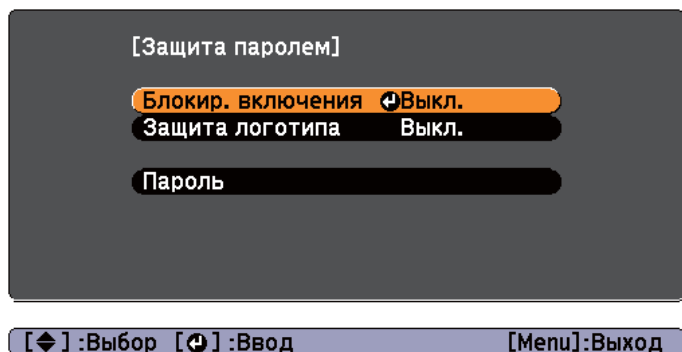 [Защита паролем]
Блокир. включения Выкл.
Защита логотипа Выкл.
Пароль
[ ] :Выбор [ ] :Ввод [Menu]:Выход